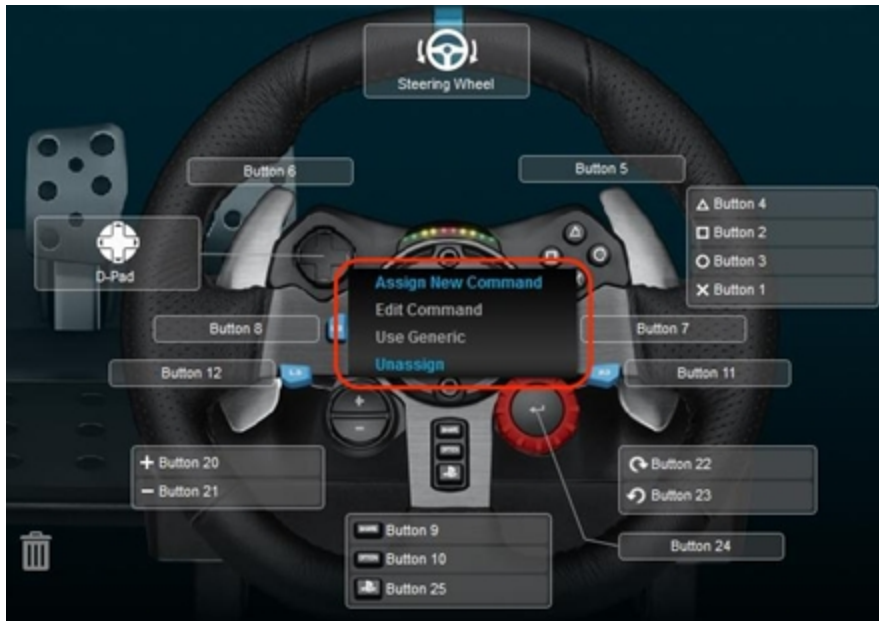 Steering Wheel
Button 6
Button 5
Button 4
Button 2
Button 3
Button 1
D-Pad
Assign New Command
Edit Command
Use Generic
Unassign
Button 8
Button 7
Button 12
Button 11
Button 20
Button 21
Button 22
Button 23
Button 24
Button 9
Button 10
Button 25